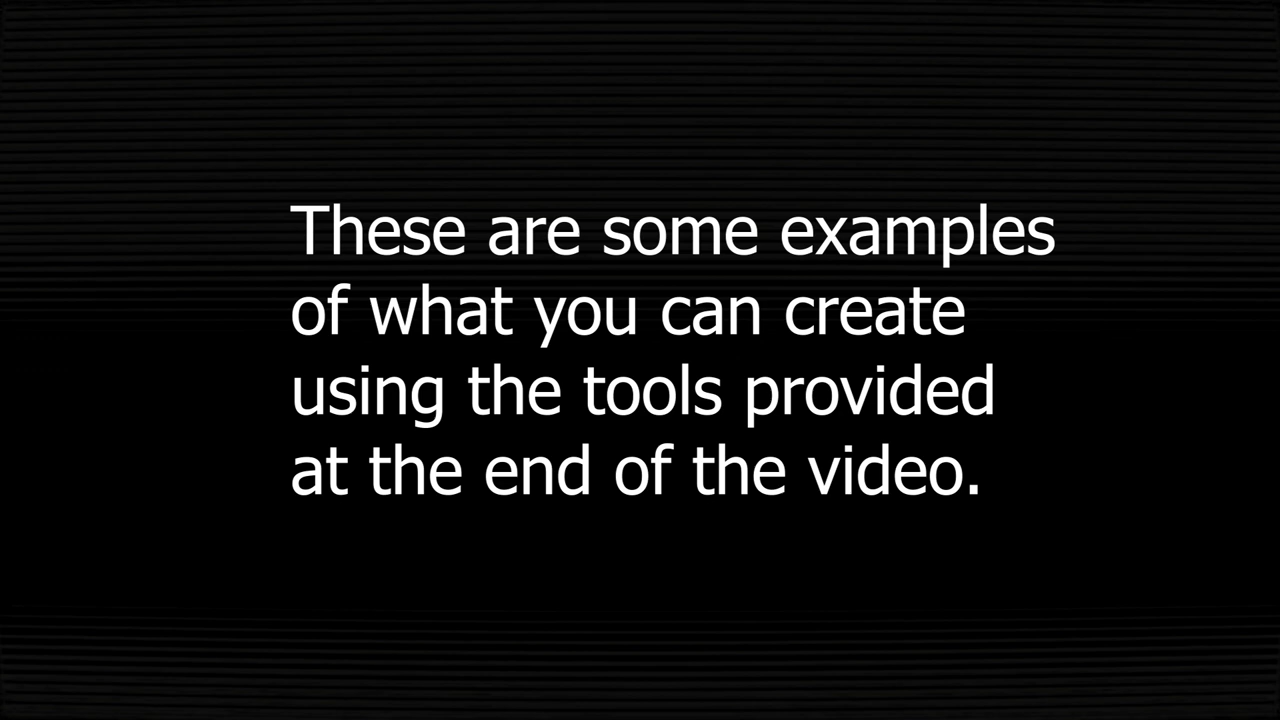 These are some examples
of what you can create
using the tools provided
at the end of the video.